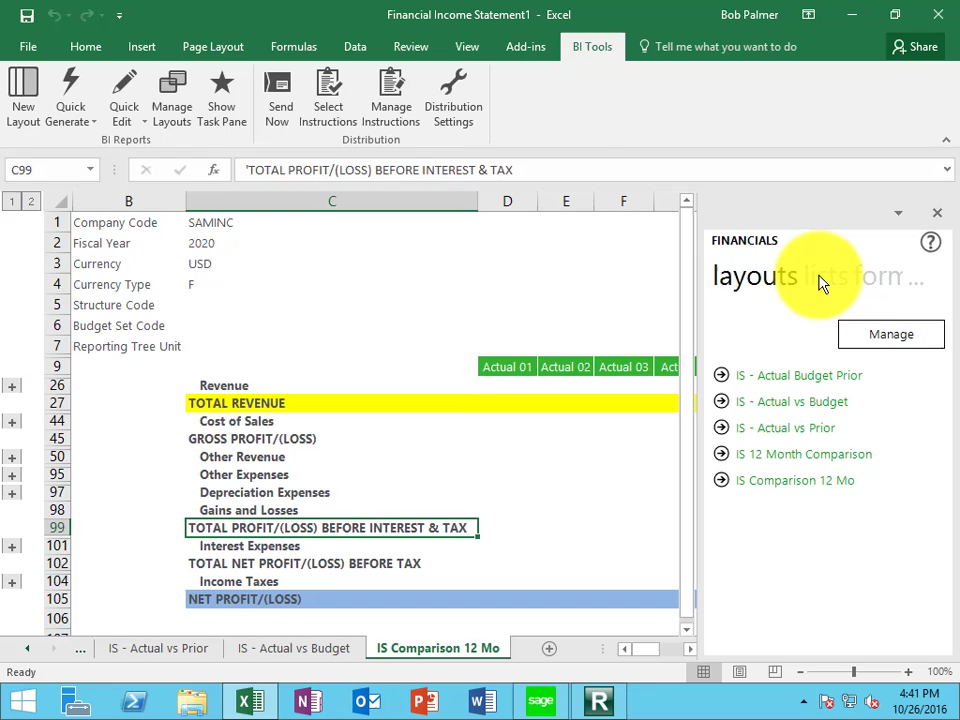 Financial Income Statement1 - Excel
Bob Palmer
File Home Insert Page Layout Formulas Data Review View Add-ins BI Tools Tell me what you want to do Share
New Layout
Quick Generate
Quick Edit
Manage Layouts
Show Task Pane
Send Now
Select Instructions
Manage Instructions
Distribution Settings
BI Reports
Distribution
C99
fx
'TOTAL PROFIT/(LOSS) BEFORE INTEREST & TAX
1 2
B C D E F
1 Company Code SAMINC
2 Fiscal Year 2020
3 Currency USD
4 Currency Type F
5 Structure Code
6 Budget Set Code
7 Reporting Tree Unit
9 Actual 01 Actual 02 Actual 03 Act
26 Revenue
27 TOTAL REVENUE
44 Cost of Sales
45 GROSS PROFIT/(LOSS)
50 Other Revenue
95 Other Expenses
97 Depreciation Expenses
98 Gains and Losses
99 TOTAL PROFIT/(LOSS) BEFORE INTEREST & TAX
101 Interest Expenses
102 TOTAL NET PROFIT/(LOSS) BEFORE TAX
104 Income Taxes
105 NET PROFIT/(LOSS)
106
FINANCIALS
?
layouts lists form ...
Manage
IS - Actual Budget Prior
IS - Actual vs Budget
IS - Actual vs Prior
IS 12 Month Comparison
IS Comparison 12 Mo
... IS - Actual vs Prior IS - Actual vs Budget IS Comparison 12 Mo
Ready
100%
sage
R
4:41 PM
10/26/2016